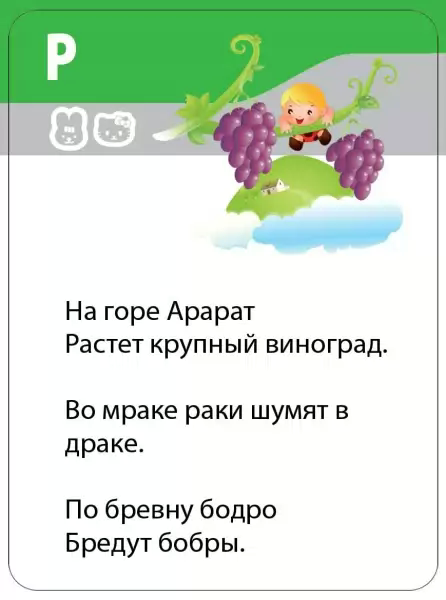 Р
На горе Арарат
Растет крупный виноград.
Во мраке раки шумят в
драке.
По бревну бодро
Бредут бобры.